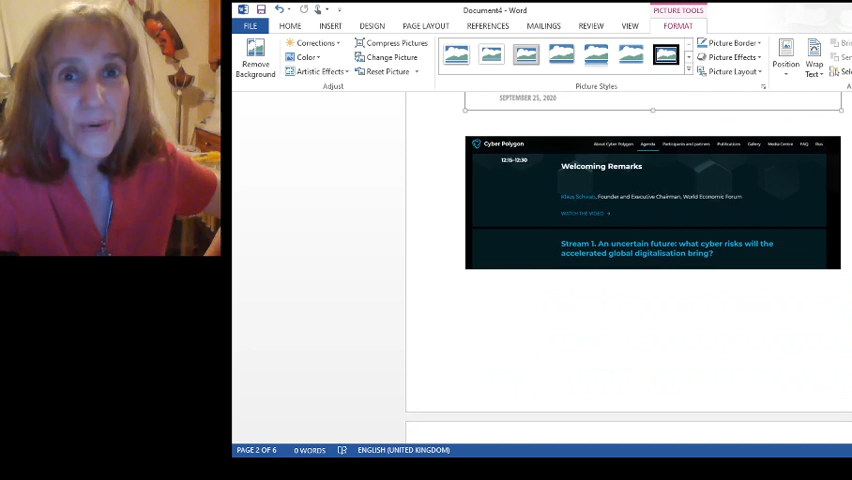 Document4 - Word
PICTURE TOOLS
FILE HOME INSERT DESIGN PAGE LAYOUT REFERENCES MAILINGS REVIEW VIEW FORMAT
Remove Background
Corrections
Color
Artistic Effects
Compress Pictures
Change Picture
Reset Picture
Adjust
Picture Styles
Picture Border
Picture Effects
Picture Layout
Position
Wrap Text
SEPTEMBER 25, 2020
Cyber Polygon
About Cyber Polygon Agenda Participants and partners Publications Gallery Media Centre FAQ
12:15–12:30
Welcoming Remarks
Klaus Schwab, Founder and Executive Chairman, World Economic Forum
WATCH THE VIDEO
Stream 1. An uncertain future: what cyber risks will the
accelerated global digitalisation bring?
PAGE 2 OF 6 0 WORDS ENGLISH (UNITED KINGDOM)